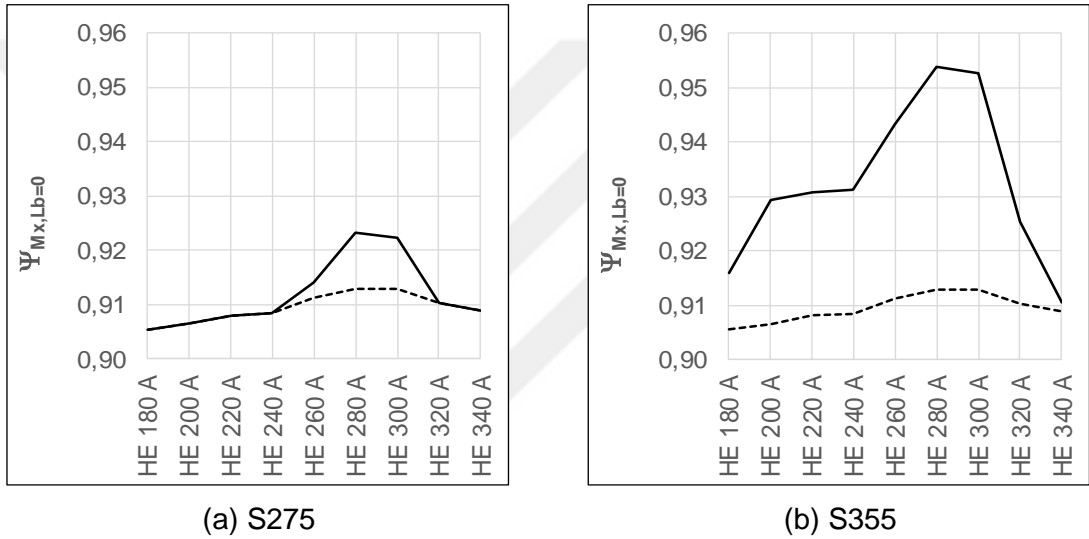 0,96
0,95
0,94
0,93
0,92
0,91
0,90
ΨMx,Lb=0
HE 180 A
HE 200 A
HE 220 A
HE 240 A
HE 260 A
HE 280 A
HE 300 A
HE 320 A
HE 340 A
(a) S275
0,96
0,95
0,94
0,93
0,92
0,91
0,90
ΨMx,Lb=0
HE 180 A
HE 200 A
HE 220 A
HE 240 A
HE 260 A
HE 280 A
HE 300 A
HE 320 A
HE 340 A
(b) S355